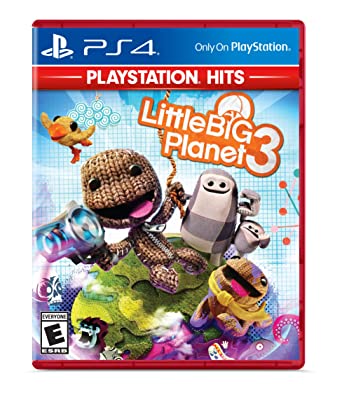 PS4
Only On PlayStation®
PLAYSTATION® HITS
LittleBIG
Planet 3
EVERYONE
E
ESRB